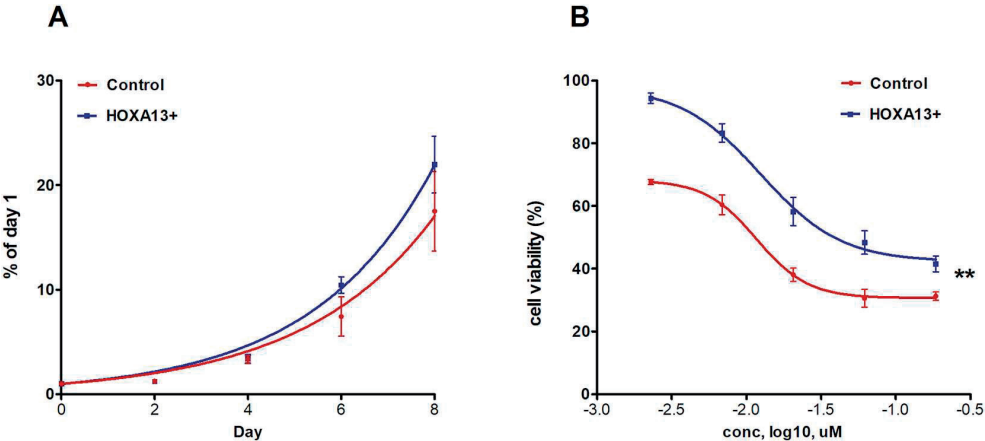 A
Control
HOXA13+
30
20
10
0
% of day 1
0 2 4 6 8
Day
B
Control
HOXA13+
100
80
60
40
20
0
cell viability (%)
**
-3.0 -2.5 -2.0 -1.5 -1.0 -0.5
conc, log10, uM